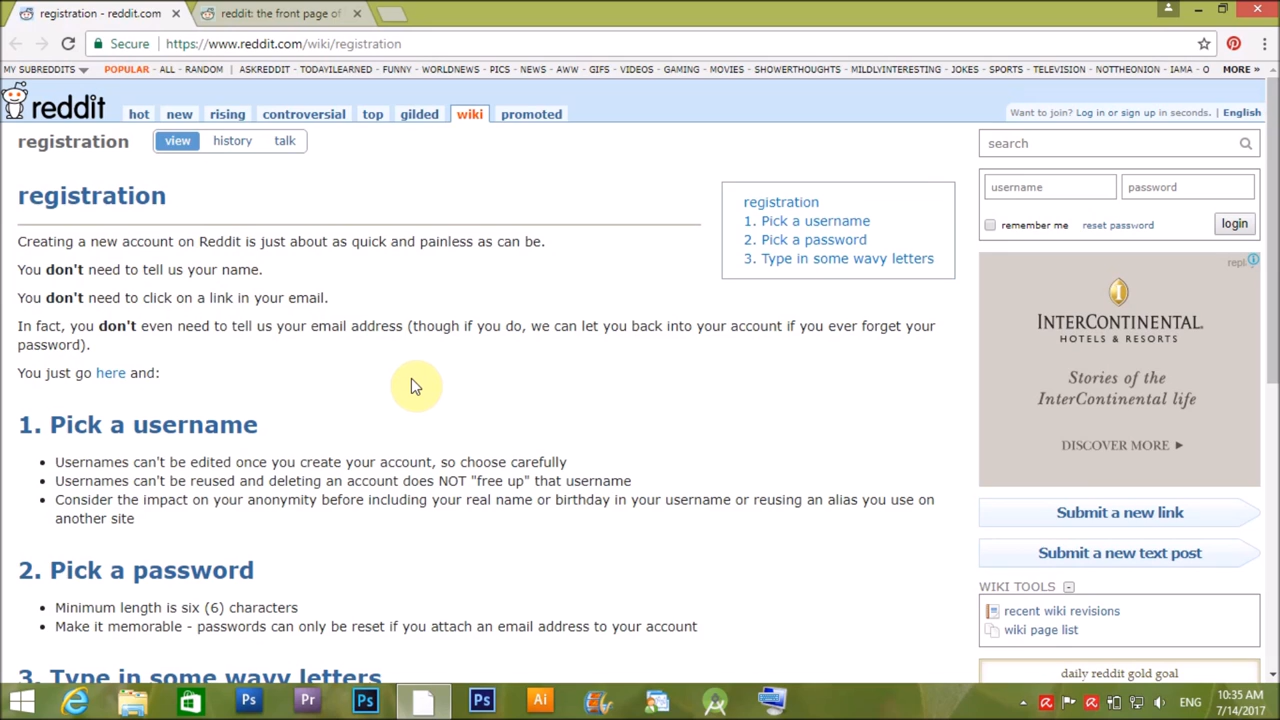 registration - reddit.com
reddit: the front page of
Secure https://www.reddit.com/wiki/registration
MY SUBREDDITS POPULAR - ALL - RANDOM | ASKREDDIT - TODAYILEARNED - FUNNY - WORLDNEWS - PICS - NEWS - AWW - GIFS - VIDEOS - GAMING - MOVIES - SHOWERTHOUGHTS - MILDLYINTERESTING - JOKES - SPORTS - TELEVISION - NOTTHEONION - IAMA - O MORE »
reddit hot new rising controversial top gilded wiki promoted
Want to join? Log in or sign up in seconds. | English
registration view history talk
search
registration
username password
remember me reset password login
registration
1. Pick a username
2. Pick a password
3. Type in some wavy letters
Creating a new account on Reddit is just about as quick and painless as can be.
You don't need to tell us your name.
You don't need to click on a link in your email.
In fact, you don't even need to tell us your email address (though if you do, we can let you back into your account if you ever forget your
password).
You just go here and:
1. Pick a username
Usernames can't be edited once you create your account, so choose carefully
Usernames can't be reused and deleting an account does NOT "free up" that username
Consider the impact on your anonymity before including your real name or birthday in your username or reusing an alias you use on
another site
2. Pick a password
Minimum length is six (6) characters
Make it memorable - passwords can only be reset if you attach an email address to your account
3. Type in some wavy letters
INTERCONTINENTAL.
HOTELS & RESORTS
Stories of the
InterContinental life
DISCOVER MORE
Submit a new link
Submit a new text post
WIKI TOOLS
recent wiki revisions
wiki page list
daily reddit gold goal
Ps Pr Ps Ps Ai
ENG
10:35 AM
7/14/2017